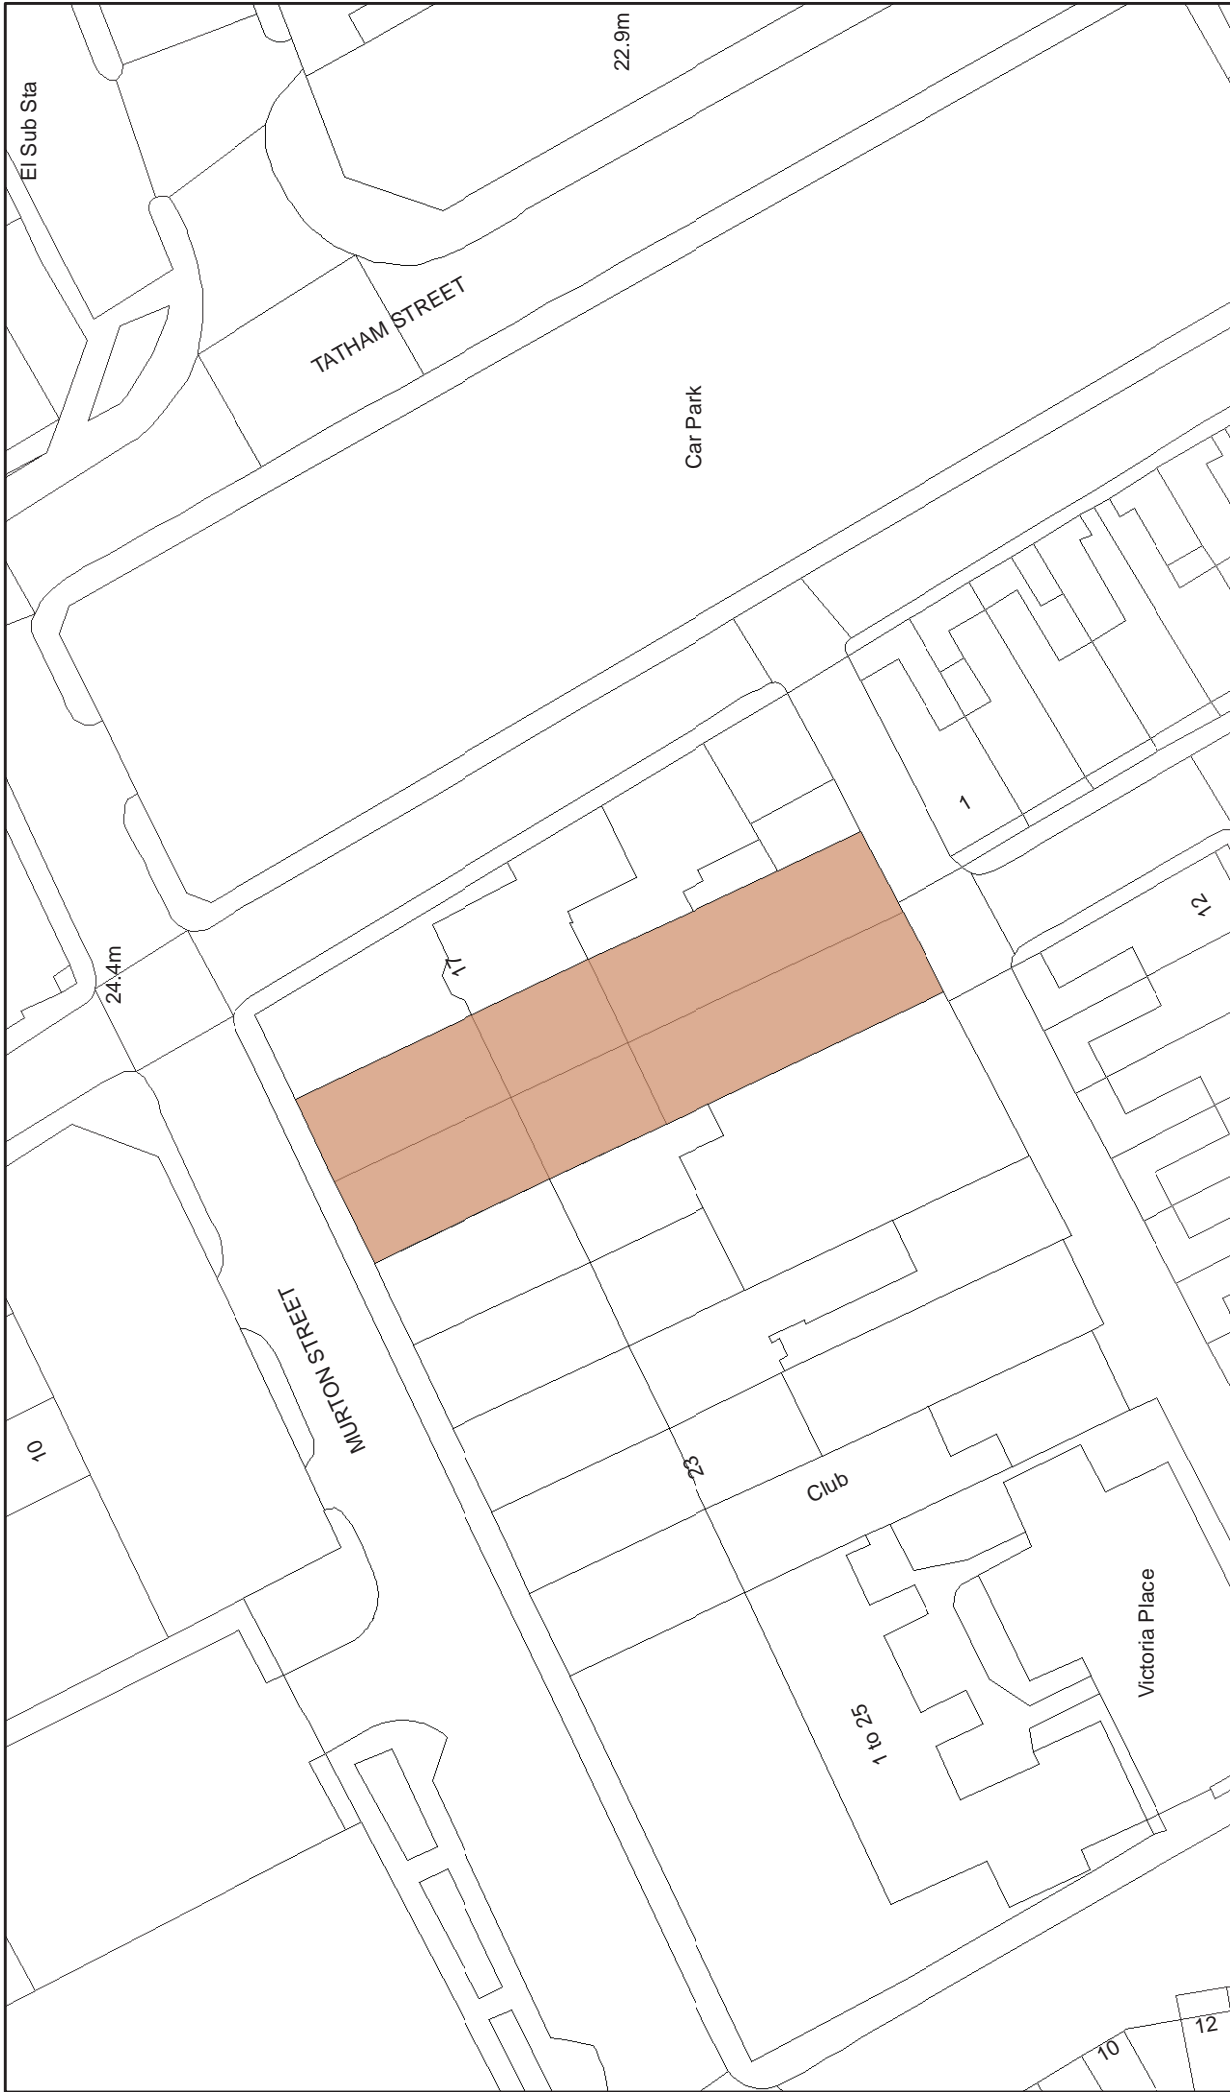 El Sub Sta
22.9m
TATHAM STREET
Car Park
1
12
24.4m
17
MURTON STREET
10
23
Club
1 to 25
Victoria Place
10
12